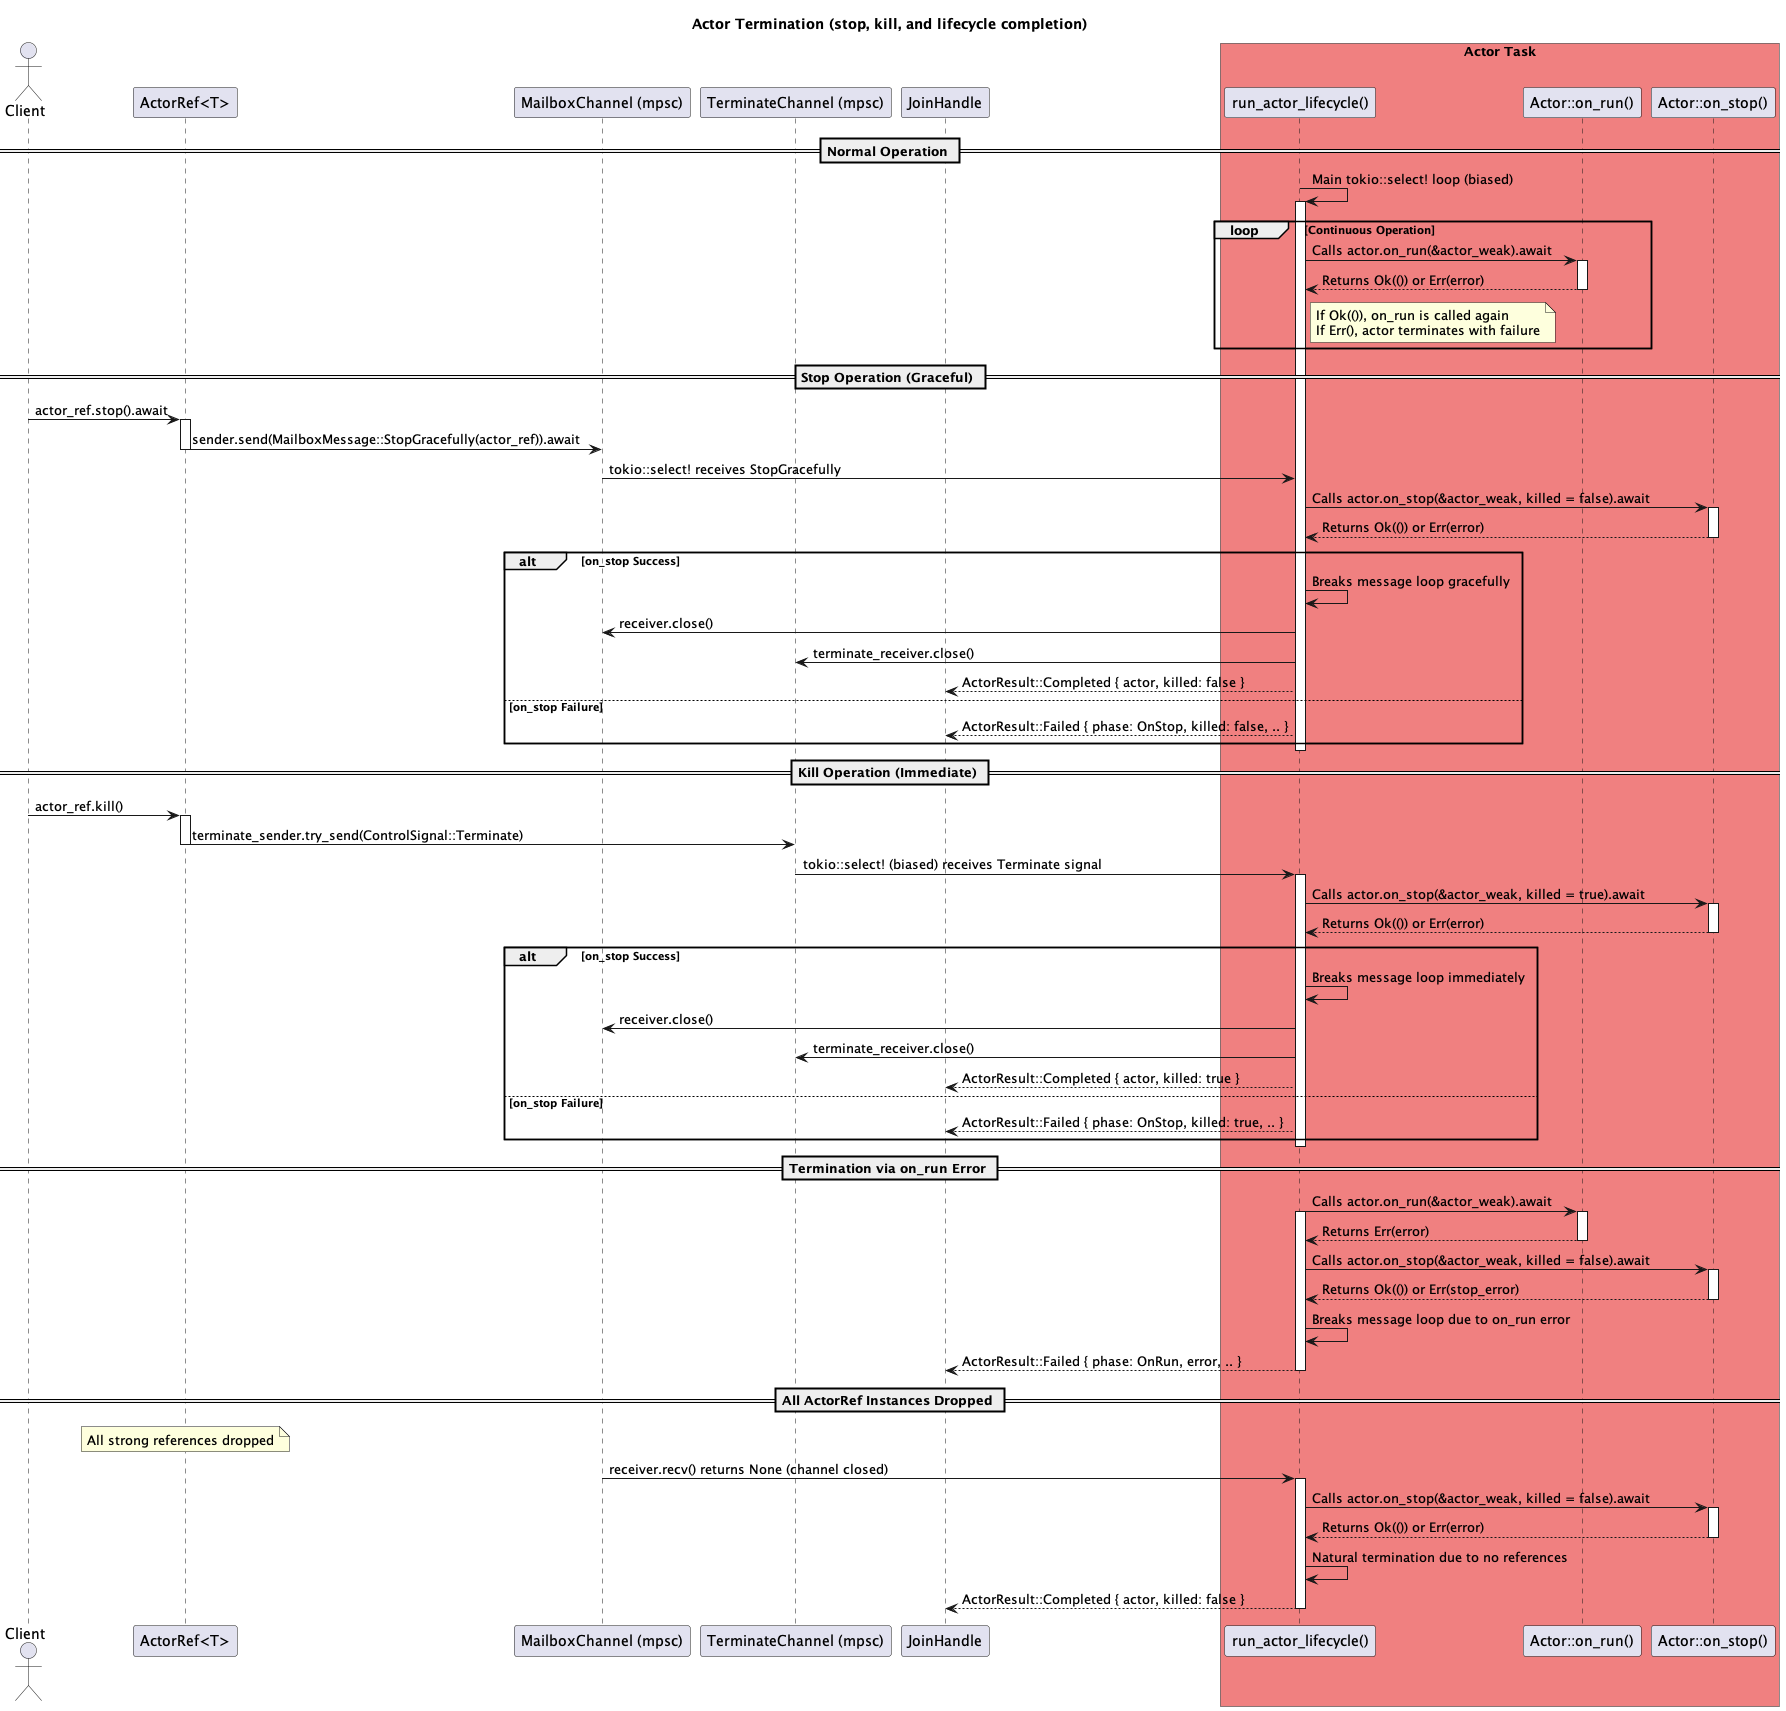 Actor Termination (stop, kill, and lifecycle completion)
Actor Task
Client
ActorRef<T>
MailboxChannel (mpsc)
TerminateChannel (mpsc)
JoinHandle
run_actor_lifecycle()
Actor::on_run()
Actor::on_stop()
Normal Operation
Main tokio::select! loop (biased)
loop
[Continuous Operation]
Calls actor.on_run(&actor_weak).await
Returns Ok(()) or Err(error)
If Ok(()), on_run is called again
If Err(), actor terminates with failure
Stop Operation (Graceful)
actor_ref.stop().await
sender.send(MailboxMessage::StopGracefully(actor_ref)).await
tokio::select! receives StopGracefully
Calls actor.on_stop(&actor_weak, killed = false).await
Returns Ok(()) or Err(error)
alt
[on_stop Success]
Breaks message loop gracefully
receiver.close()
terminate_receiver.close()
ActorResult::Completed { actor, killed: false }
[on_stop Failure]
ActorResult::Failed { phase: OnStop, killed: false, .. }
Kill Operation (Immediate)
actor_ref.kill()
terminate_sender.try_send(ControlSignal::Terminate)
tokio::select! (biased) receives Terminate signal
Calls actor.on_stop(&actor_weak, killed = true).await
Returns Ok(()) or Err(error)
alt
[on_stop Success]
Breaks message loop immediately
receiver.close()
terminate_receiver.close()
ActorResult::Completed { actor, killed: true }
[on_stop Failure]
ActorResult::Failed { phase: OnStop, killed: true, .. }
Termination via on_run Error
Calls actor.on_run(&actor_weak).await
Returns Err(error)
Calls actor.on_stop(&actor_weak, killed = false).await
Returns Ok(()) or Err(stop_error)
Breaks message loop due to on_run error
ActorResult::Failed { phase: OnRun, error, .. }
All ActorRef Instances Dropped
All strong references dropped
receiver.recv() returns None (channel closed)
Calls actor.on_stop(&actor_weak, killed = false).await
Returns Ok(()) or Err(error)
Natural termination due to no references
ActorResult::Completed { actor, killed: false }
Client
ActorRef<T>
MailboxChannel (mpsc)
TerminateChannel (mpsc)
JoinHandle
run_actor_lifecycle()
Actor::on_run()
Actor::on_stop()